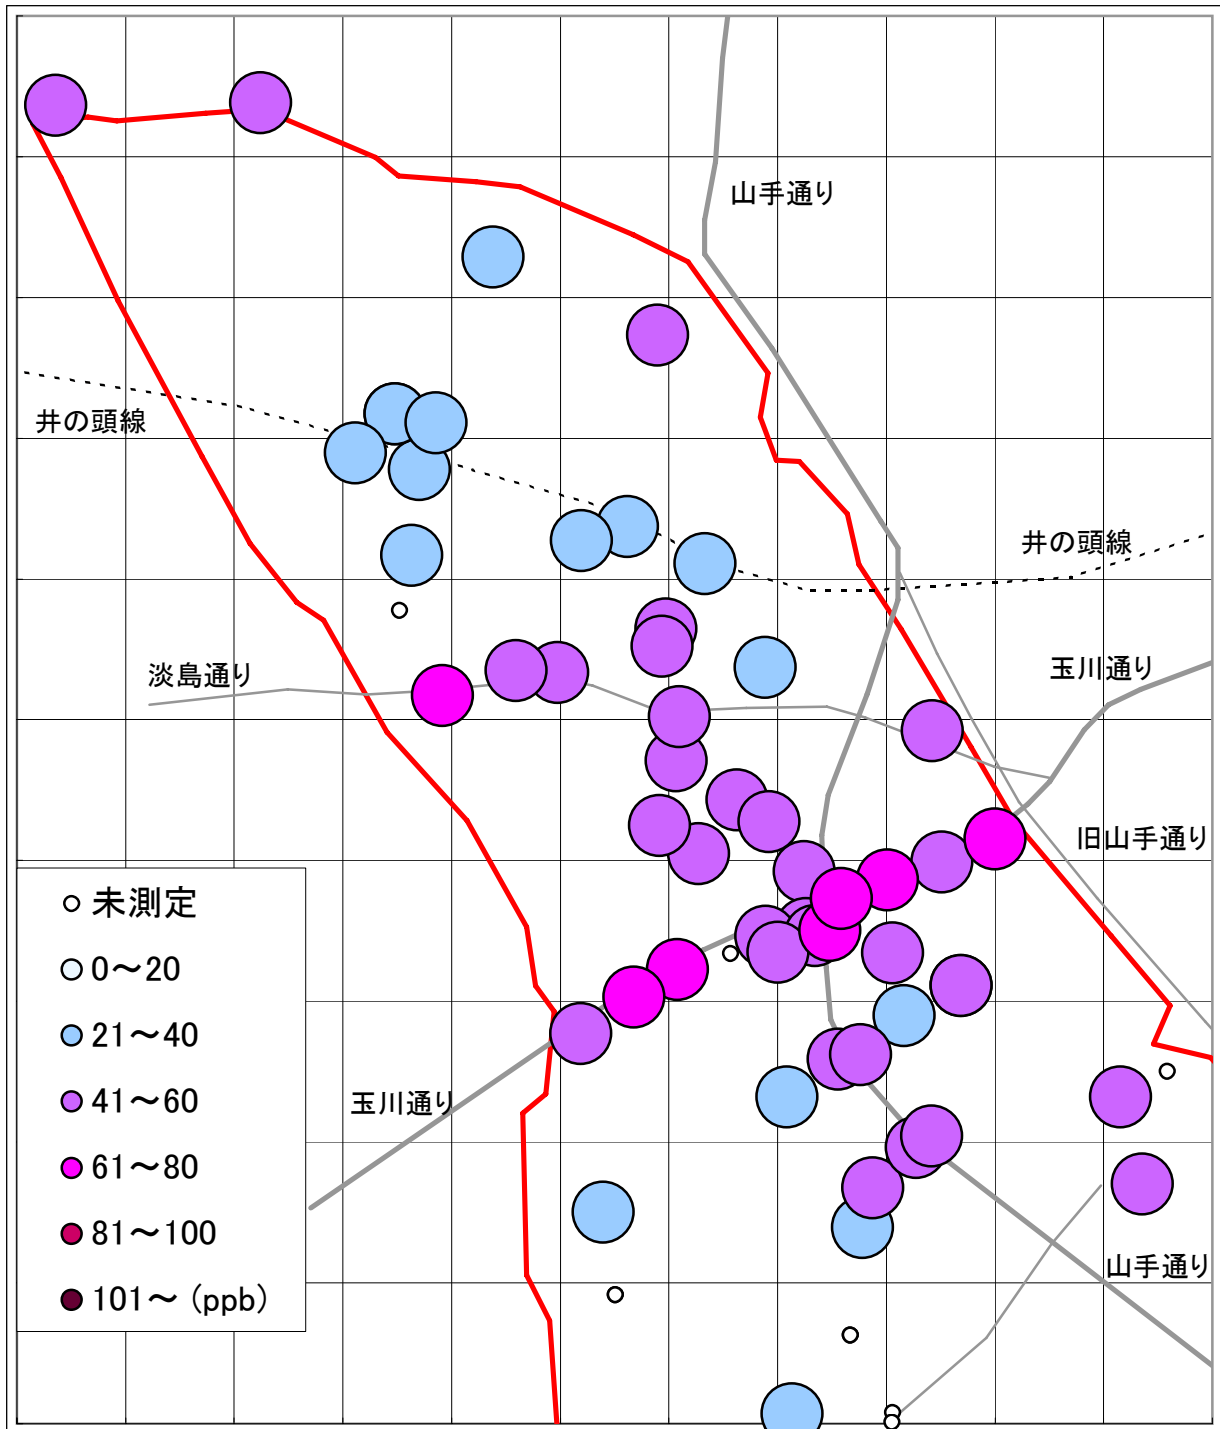 山手通り
井の頭線
井の頭線
淡島通り
玉川通り
旧山手通り
未測定
0～20
21～40
41～60
61～80
81～100
101～ (ppb)
玉川通り
山手通り